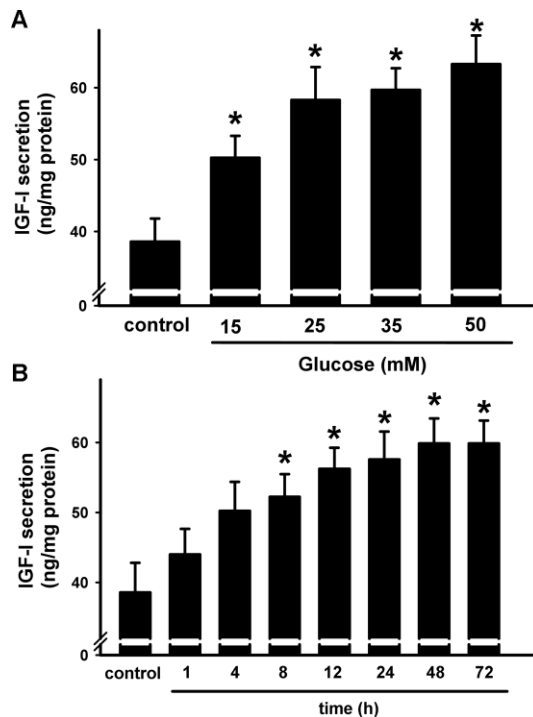 A
IGF-I secretion
(ng/mg protein)
60
50
40
0
*
*
*
*
control 15 25 35 50
Glucose (mM)
B
IGF-I secretion
(ng/mg protein)
60
50
40
0
*
*
*
*
*
control 1 4 8 12 24 48 72
time (h)